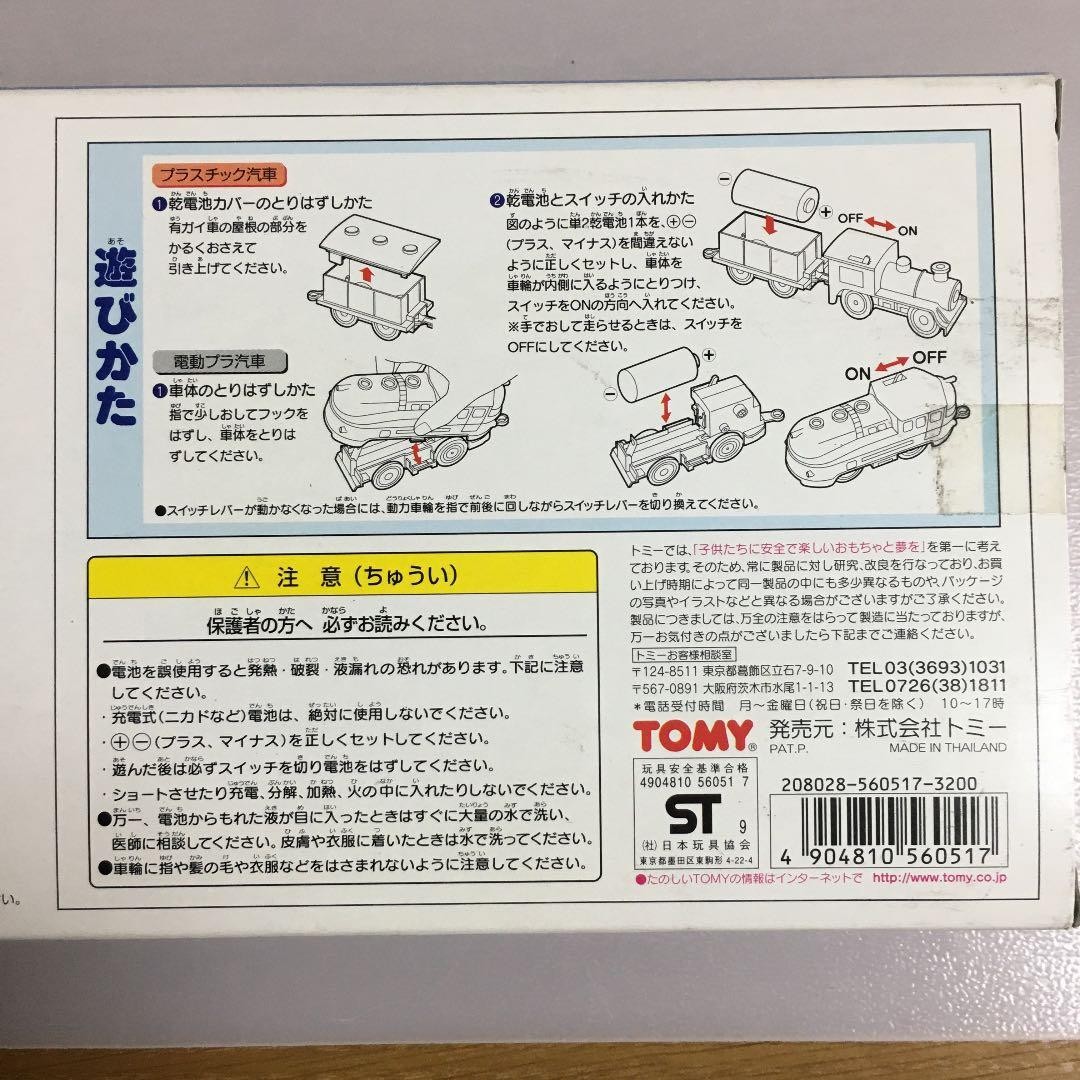 遊びかた
プラスチック汽車
❶乾電池カバーのとりはずしかた
有ガイ車の屋根の部分を
かるくおさえて
引き上げてください。
❷乾電池とスイッチの入れかた
図のように単2乾電池1本を、⊕⊖
(プラス、マイナス)を間違えない
ように正しくセットし、車体を
車輪が内側に入るようにとりつけ、
スイッチをONの方向へ入れてください。
※手でおして走らせるときは、スイッチを
OFFにしてください。
⊖
⊕
OFF
ON
電動プラ汽車
❶車体のとりはずしかた
指で少しおしてフックを
はずし、車体をとりは
ずしてください。
⊕
⊖
ON
OFF
●スイッチレバーが動かなくなった場合には、動力車輪を指で前後に回しながらスイッチレバーを切り換えてください。
⚠ 注 意(ちゅうい)
保護者の方へ 必ずお読みください。
●電池を誤使用すると発熱・破裂・液漏れの恐れがあります。下記に注意
してください。
・充電式(ニカドなど)電池は、絶対に使用しないでください。
・⊕⊖(プラス、マイナス)を正しくセットしてください。
・遊んだ後は必ずスイッチを切り電池をはずしてください。
・ショートさせたり充電、分解、加熱、火の中に入れたりしないでください。
●万一、電池からもれた液が目に入ったときはすぐに大量の水で洗い、
医師に相談してください。皮膚や衣服に着いたときは水で洗ってください。
●車輪に指や髪の毛や衣服などをはさまれないように注意してください。
い。
トミーでは、「子供たちに安全で楽しいおもちゃと夢を」を第一に考え
ております。そのため、常に製品に対し研究、改良を行なっており、お買
い上げ時期によって同一製品の中にも多少異なるものや、パッケージ
の写真やイラストなどと異なる場合がございますがご了承ください。
製品につきましては、万全の注意をはらって製造に当たっておりますが、
万一お気付きの点がございましたら下記までご連絡ください。
トミーお客様相談室
〒124-8511 東京都葛飾区立石7-9-10 TEL03(3693)1031
〒567-0891 大阪府茨木市水尾1-1-13 TEL0726(38)1811
*電話受付時間 月〜金曜日(祝日・祭日を除く) 10〜17時
TOMY® 発売元:株式会社トミー
PAT.P. MADE IN THAILAND
玩具安全基準合格
4904810 56051 7
ST 9
(社)日本玩具協会
東京都墨田区東駒形4-22-4
208028-560517-3200
4 904810 560517
●たのしいTOMYの情報はインターネットで http://www.tomy.co.jp